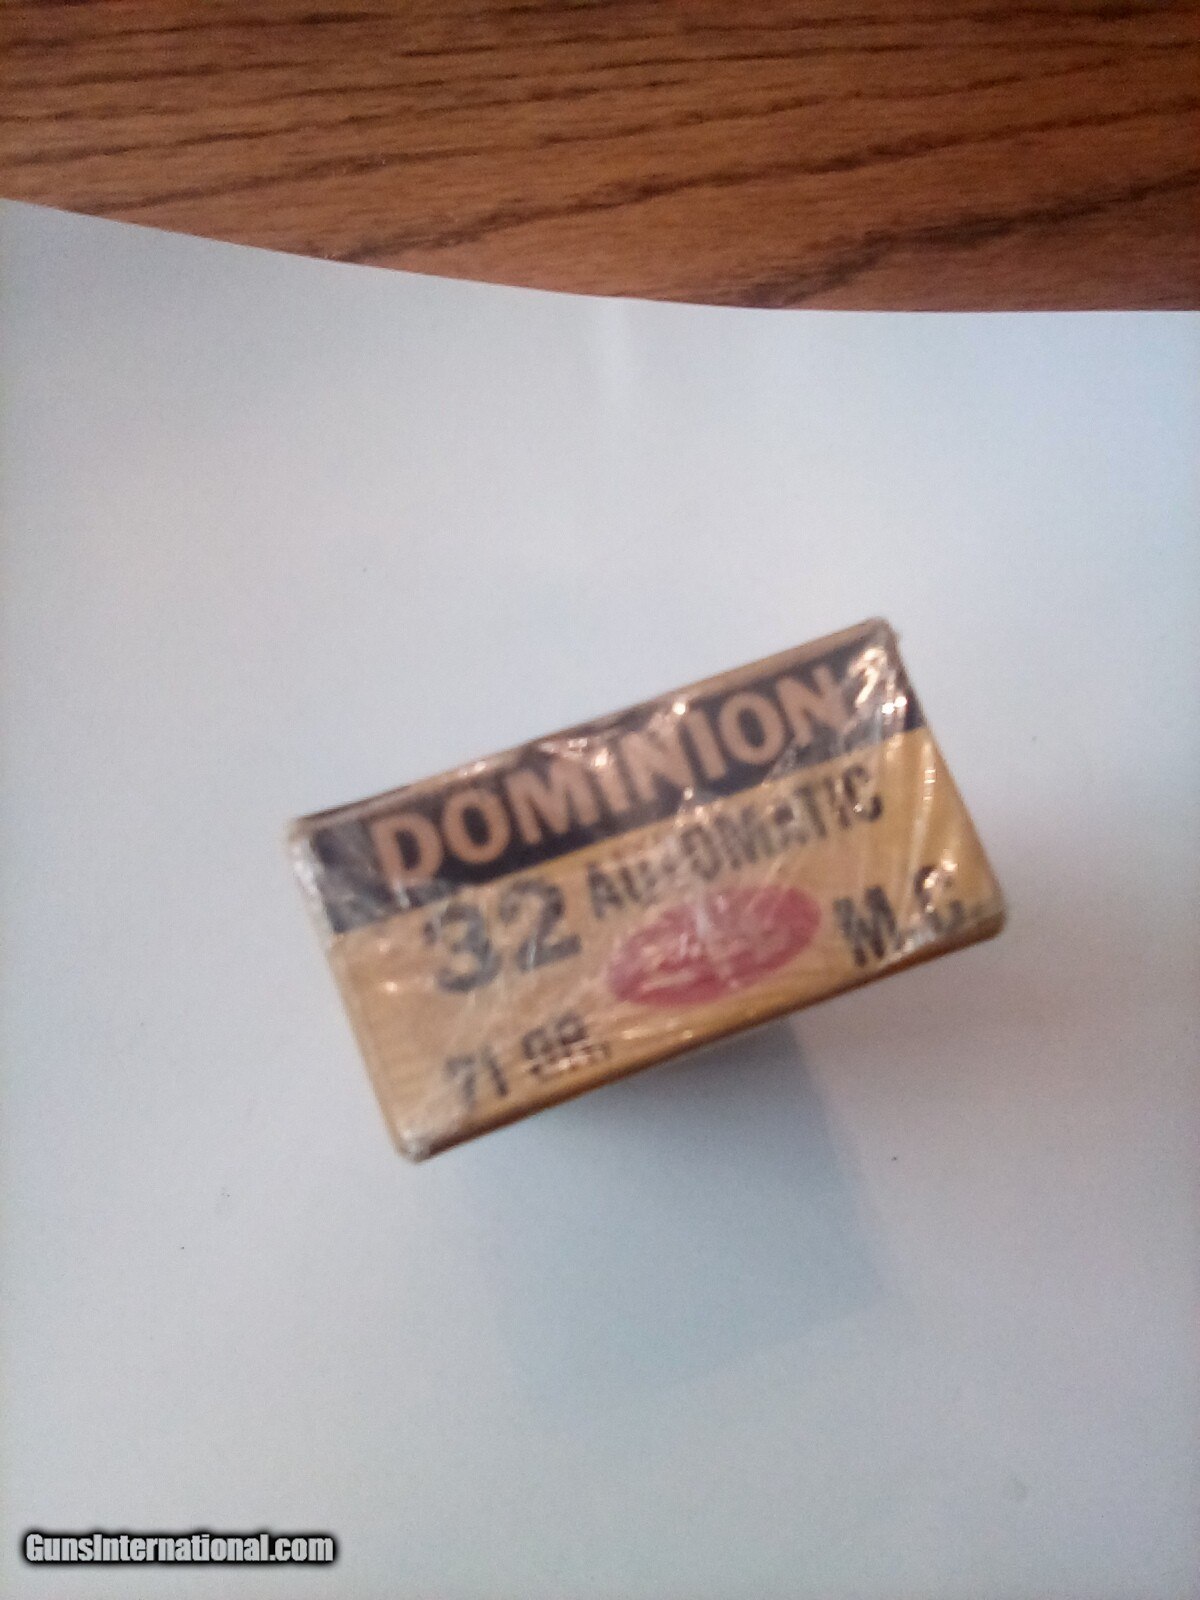 DOMINION
32 AUTOMATIC
M.C.
71 GR.
GunsInternational.com